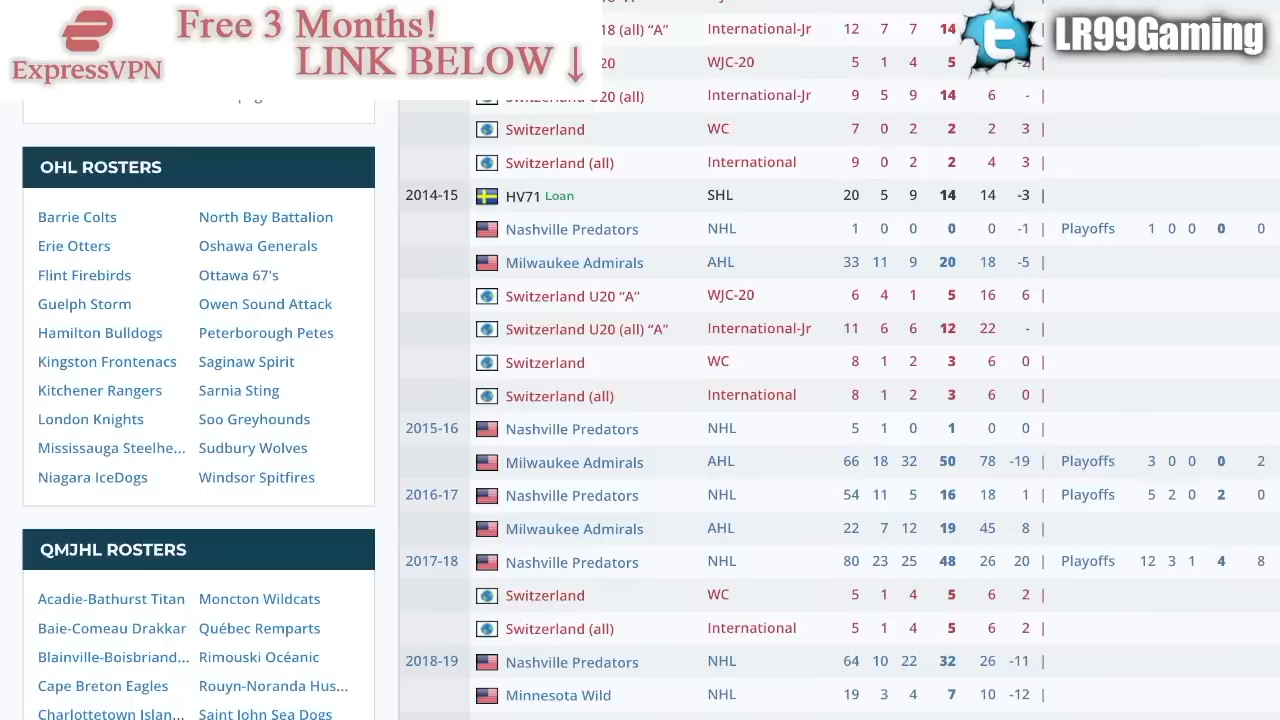 ExpressVPN
Free 3 Months!
LINK BELOW ↓
LR99Gaming
OHL ROSTERS
Barrie Colts North Bay Battalion
Erie Otters Oshawa Generals
Flint Firebirds Ottawa 67's
Guelph Storm Owen Sound Attack
Hamilton Bulldogs Peterborough Petes
Kingston Frontenacs Saginaw Spirit
Kitchener Rangers Sarnia Sting
London Knights Soo Greyhounds
Mississauga Steelhe... Sudbury Wolves
Niagara IceDogs Windsor Spitfires
QMJHL ROSTERS
Acadie-Bathurst Titan Moncton Wildcats
Baie-Comeau Drakkar Québec Remparts
Blainville-Boisbriand... Rimouski Océanic
Cape Breton Eagles Rouyn-Noranda Hus...
Charlottetown Islan... Saint John Sea Dogs
18 (all) “A” International-Jr 12 7 7 14
20 WJC-20 5 1 4 5 -2 |
Switzerland U20 (all) International-Jr 9 5 9 14 6 - |
Switzerland WC 7 0 2 2 2 3 |
Switzerland (all) International 9 0 2 2 4 3 |
2014-15 HV71 Loan SHL 20 5 9 14 14 -3 |
Nashville Predators NHL 1 0 0 0 0 -1 | Playoffs 1 0 0 0 0
Milwaukee Admirals AHL 33 11 9 20 18 -5 |
Switzerland U20 “A” WJC-20 6 4 1 5 16 6 |
Switzerland U20 (all) “A” International-Jr 11 6 6 12 22 - |
Switzerland WC 8 1 2 3 6 0 |
Switzerland (all) International 8 1 2 3 6 0 |
2015-16 Nashville Predators NHL 5 1 0 1 0 0 |
Milwaukee Admirals AHL 66 18 32 50 78 -19 | Playoffs 3 0 0 0 2
2016-17 Nashville Predators NHL 54 11 5 16 18 1 | Playoffs 5 2 0 2 0
Milwaukee Admirals AHL 22 7 12 19 45 8 |
2017-18 Nashville Predators NHL 80 23 25 48 26 20 | Playoffs 12 3 1 4 8
Switzerland WC 5 1 4 5 6 2 |
Switzerland (all) International 5 1 4 5 6 2 |
2018-19 Nashville Predators NHL 64 10 22 32 26 -11 |
Minnesota Wild NHL 19 3 4 7 10 -12 |